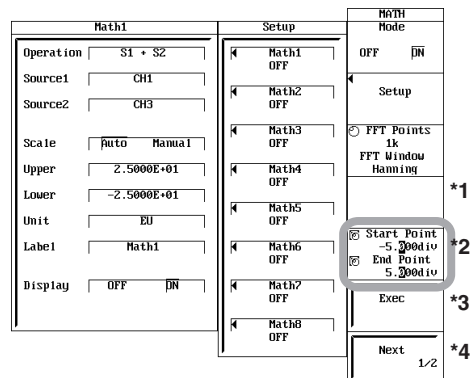 Math1
Operation S1 + S2
Source1 CH1
Source2 CH3
Scale Auto Manual
Upper 2.5000E+01
Lower -2.5000E+01
Unit EU
Label Math1
Display OFF ON
Setup
Math1
OFF
Math2
OFF
Math3
OFF
Math4
OFF
Math5
OFF
Math6
OFF
Math7
OFF
Math8
OFF
MATH
Mode
OFF ON
Setup
FFT Points
1k
FFT Window
Hanning
*1
Start Point
-5.000div
*2
End Point
5.000div
Exec
*3
Next
1/2
*4